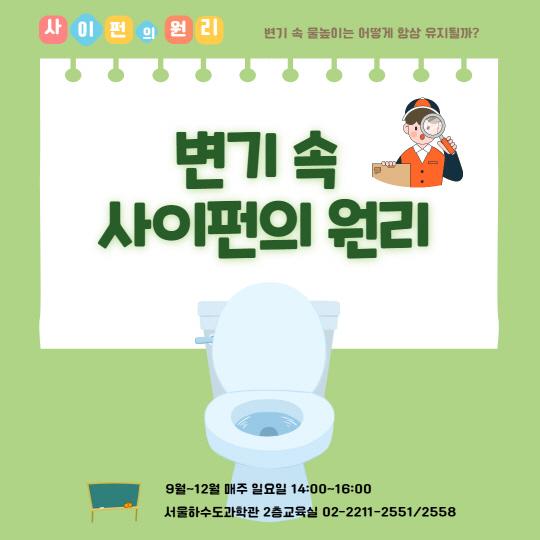 사이펀의 원리
변기 속 물높이는 어떻게 항상 유지될까?
변기 속
사이펀의 원리
9월~12월 매주 일요일 14:00~16:00
서울하수도과학관 2층교육실 02-2211-2551/2558